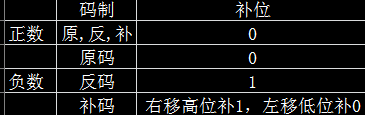 码制 补位
正数 原,反,补 0
原码 0
负数 反码 1
补码 右移高位补1，左移低位补0